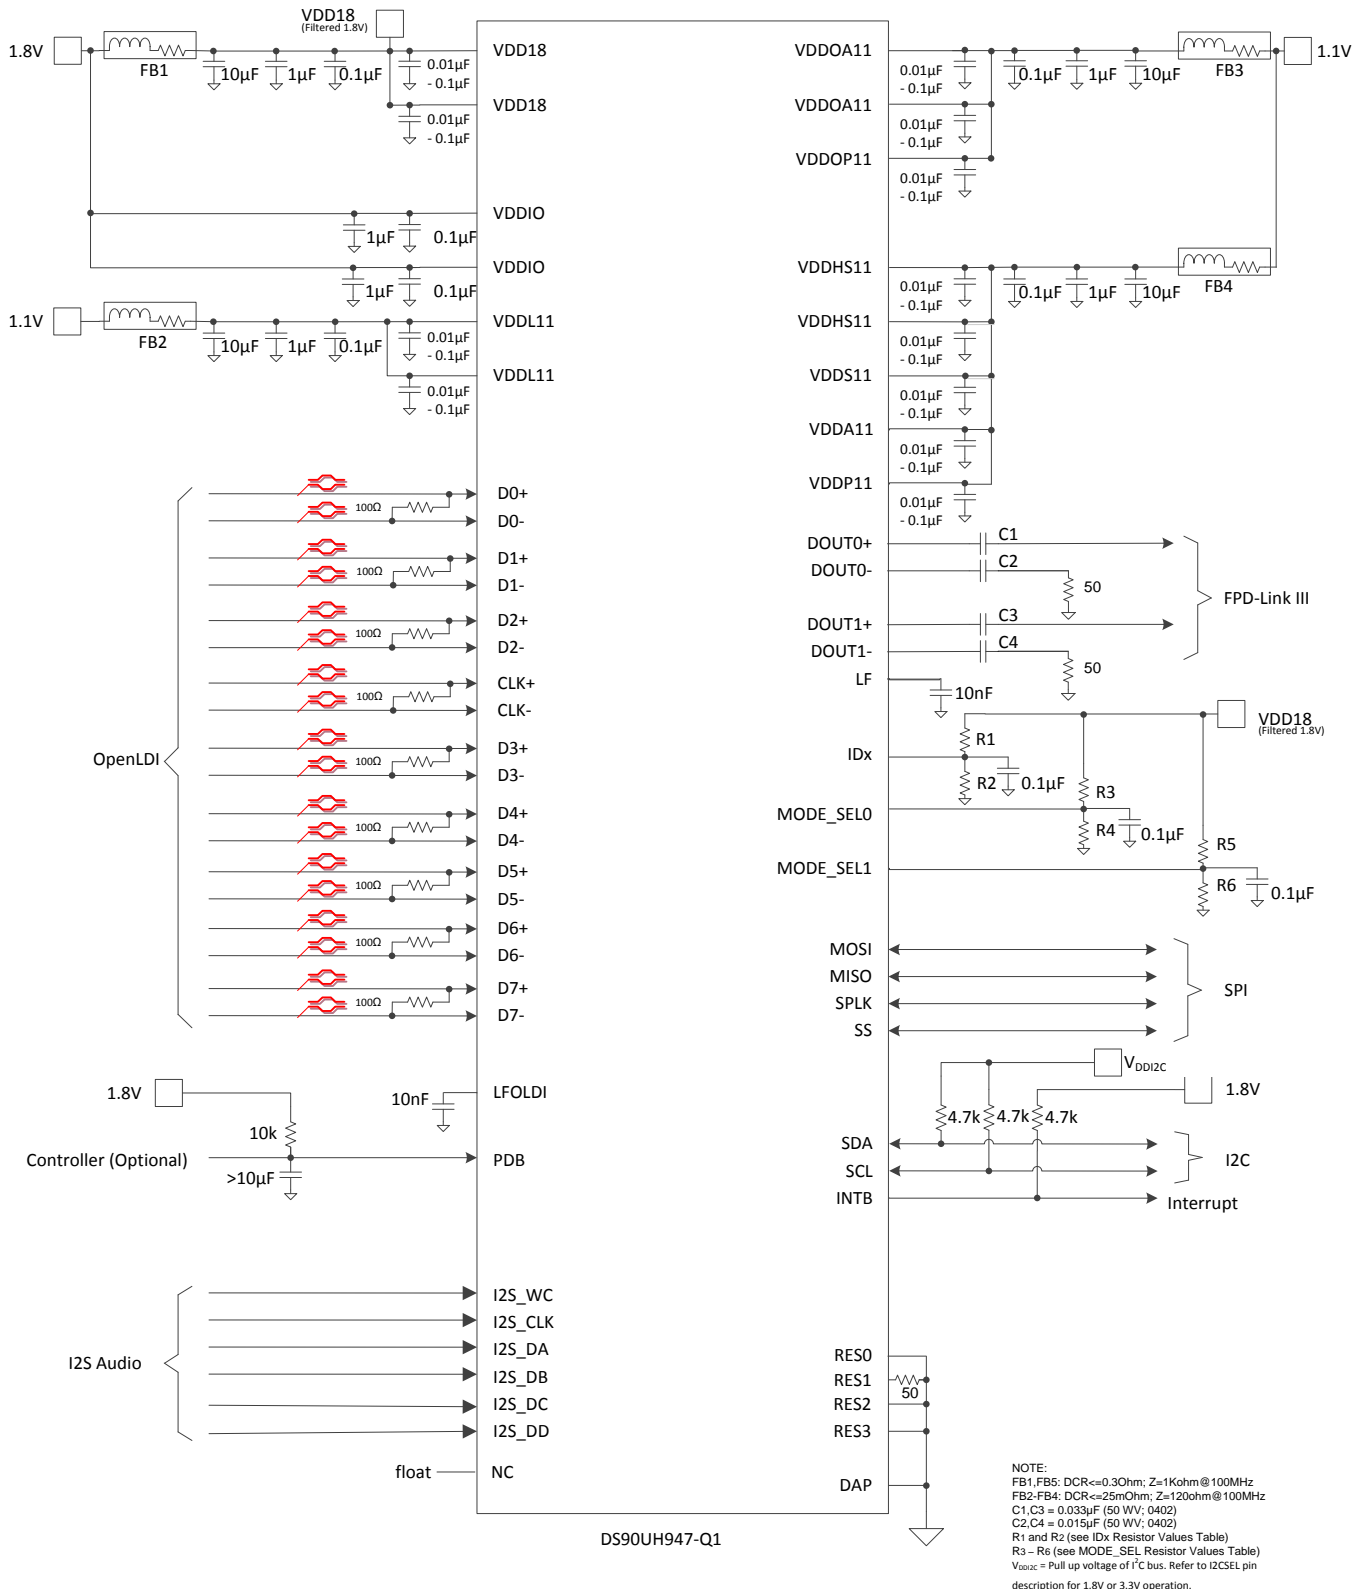 VDD18
(Filtered 1.8V)
1.8V
FB1
10µF
1µF
0.1µF
0.01µF
- 0.1µF
VDD18
0.01µF
- 0.1µF
VDD18
1µF
0.1µF
VDDIO
1µF
0.1µF
VDDIO
1.1V
FB2
10µF
1µF
0.1µF
0.01µF
- 0.1µF
VDDL11
0.01µF
- 0.1µF
VDDL11
OpenLDI
100Ω
D0+
D0-
100Ω
D1+
D1-
100Ω
D2+
D2-
100Ω
CLK+
CLK-
100Ω
D3+
D3-
100Ω
D4+
D4-
100Ω
D5+
D5-
100Ω
D6+
D6-
100Ω
D7+
D7-
1.8V
10nF
LFOLDI
10k
Controller (Optional)
>10µF
PDB
I2S Audio
I2S_WC
I2S_CLK
I2S_DA
I2S_DB
I2S_DC
I2S_DD
float
NC
VDDOA11
0.01µF
- 0.1µF
0.1µF
1µF
10µF
FB3
1.1V
VDDOA11
0.01µF
- 0.1µF
VDDOP11
0.01µF
- 0.1µF
VDDHS11
0.01µF
- 0.1µF
0.1µF
1µF
10µF
FB4
VDDHS11
0.01µF
- 0.1µF
VDDS11
0.01µF
- 0.1µF
VDDA11
0.01µF
- 0.1µF
VDDP11
0.01µF
- 0.1µF
DOUT0+
C1
DOUT0-
C2
50
DOUT1+
C3
DOUT1-
C4
50
FPD-Link III
LF
10nF
VDD18
(Filtered 1.8V)
IDx
R1
R2
0.1µF
MODE_SEL0
R3
R4
0.1µF
MODE_SEL1
R5
R6
0.1µF
MOSI
MISO
SPLK
SS
SPI
VDDI2C
1.8V
4.7k
4.7k
4.7k
SDA
SCL
I2C
INTB
Interrupt
RES0
RES1
50
RES2
RES3
DAP
DS90UH947-Q1
NOTE:
FB1,FB5: DCR<=0.3Ohm; Z=1Kohm@100MHz
FB2-FB4: DCR<=25mOhm; Z=120ohm@100MHz
C1,C3 = 0.033µF (50 WV; 0402)
C2,C4 = 0.015µF (50 WV; 0402)
R1 and R2 (see IDx Resistor Values Table)
R3 – R6 (see MODE_SEL Resistor Values Table)
VDDI2C = Pull up voltage of I²C bus. Refer to I2CSEL pin
description for 1.8V or 3.3V operation.